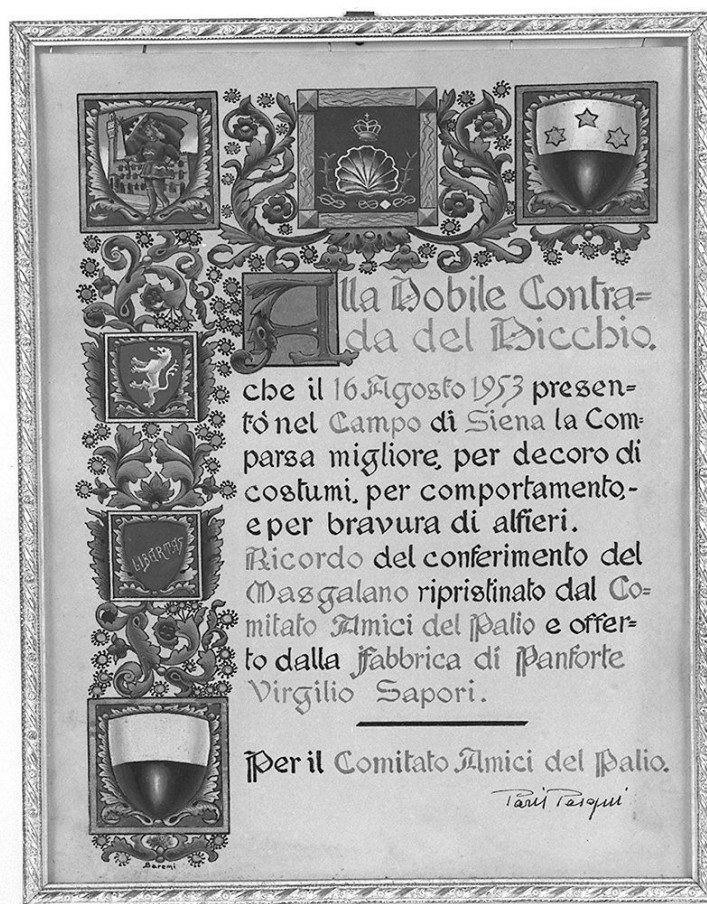 Alla Nobile Contra=
da del Nicchio.
che il 16 Agosto 1953 presen-
tò nel Campo di Siena la Com-
parsa migliore, per decoro di
costumi, per comportamento,-
e per bravura di alfieri.
LIBERTAS
Ricordo del conferimento del
Masgalano ripristinato dal Co=
mitato Amici del Palio e offer=
to dalla Fabbrica di Panforte
Virgilio Sapori.
Per il Comitato Amici del Palio.